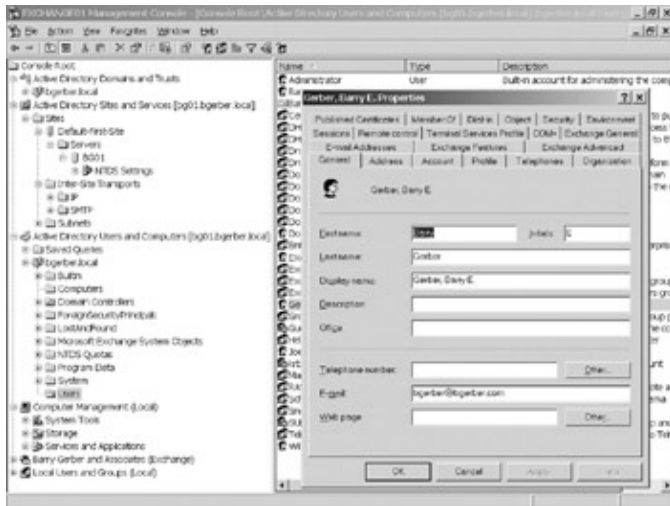 EXCHANGE01 Management Console - [Console Root\Active Directory Users and Computers [bg01.bgerber.local]\bgerber.local\Users]
File Action View Favorites Window Help
Console Root
Active Directory Domains and Trusts
bgerber.local
Active Directory Sites and Services [bg01.bgerber.local]
Sites
Default-First-Site
Servers
BG01
NTDS Settings
Inter-Site Transports
IP
SMTP
Subnets
Active Directory Users and Computers [bg01.bgerber.local]
Saved Queries
bgerber.local
Builtin
Computers
Domain Controllers
ForeignSecurityPrincipals
LostAndFound
Microsoft Exchange System Objects
NTDS Quotas
Program Data
System
Users
Computer Management (Local)
System Tools
Storage
Services and Applications
Barry Gerber and Associates (Exchange)
Local Users and Groups (Local)
Name Type Description
Administrator User Built-in account for administering the comp
Gerber, Barry E. Properties
Published Certificates Member Of Dial-in Object Security Environment
Sessions Remote control Terminal Services Profile COM+ Exchange General
E-mail Addresses Exchange Features Exchange Advanced
General Address Account Profile Telephones Organization
Gerber, Barry E.
First name: Barry Initials: E
Last name: Gerber
Display name: Gerber, Barry E.
Description:
Office:
Telephone number: Other...
E-mail: bgerber@bgerber.com
Web page: Other...
OK Cancel Apply